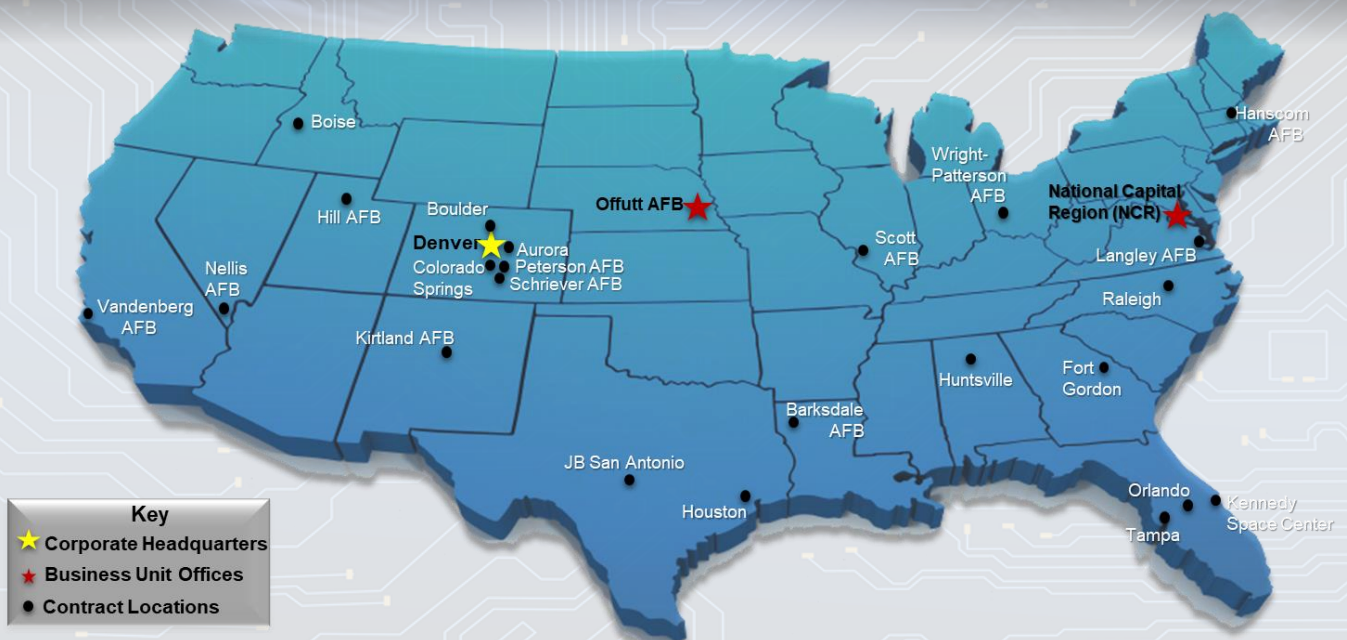 Hanscom
AFB
Boise
Wright-
Patterson
AFB
National Capital
Region (NCR)
Offutt AFB
Hill AFB
Boulder
Denver
Aurora
Colorado
Springs
Peterson AFB
Schriever AFB
Scott
AFB
Langley AFB
Nellis
AFB
Vandenberg
AFB
Raleigh
Kirtland AFB
Huntsville
Fort
Gordon
Barksdale
AFB
JB San Antonio
Houston
Orlando
Kennedy
Space Center
Tampa
Key
Corporate Headquarters
Business Unit Offices
Contract Locations